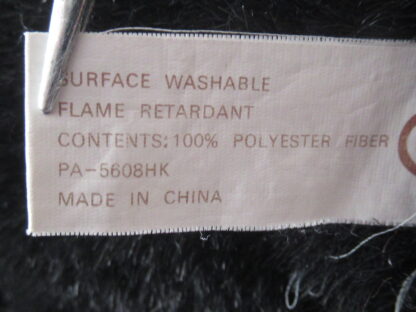 SURFACE WASHABLE
FLAME RETARDANT
CONTENTS: 100% POLYESTER FIBER
PA-5608HK
MADE IN CHINA